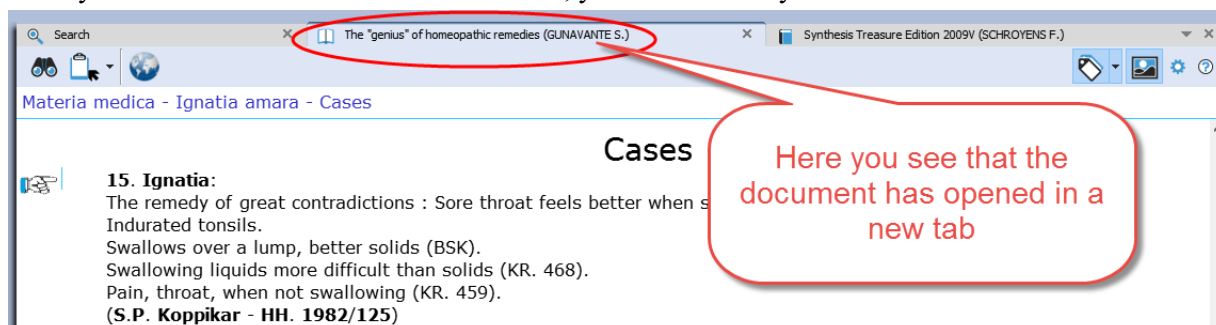 Search
The "genius" of homeopathic remedies (GUNAVANTE S.)
Synthesis Treasure Edition 2009V (SCHROYENS F.)
Materia medica - Ignatia amara - Cases
Cases
15. Ignatia:
The remedy of great contradictions : Sore throat feels better when s
Indurated tonsils.
Swallows over a lump, better solids (BSK).
Swallowing liquids more difficult than solids (KR. 468).
Pain, throat, when not swallowing (KR. 459).
(S.P. Koppikar - HH. 1982/125)
Here you see that the
document has opened in a
new tab